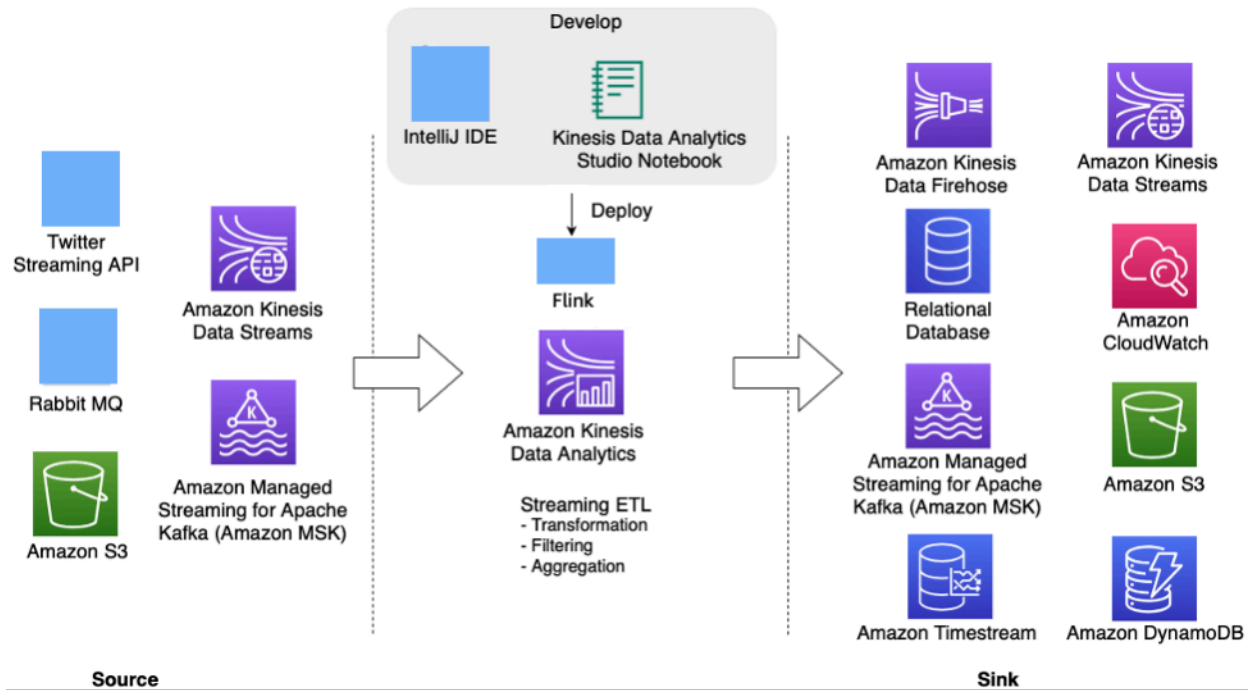 Develop
IntelliJ IDE
Kinesis Data Analytics
Studio Notebook
Deploy
Flink
Twitter
Streaming API
Amazon Kinesis
Data Streams
Rabbit MQ
K
Amazon Managed
Streaming for Apache
Kafka (Amazon MSK)
Amazon S3
Amazon Kinesis
Data Analytics
Streaming ETL
- Transformation
- Filtering
- Aggregation
Amazon Kinesis
Data Firehose
Amazon Kinesis
Data Streams
Relational
Database
Amazon
CloudWatch
K
Amazon Managed
Streaming for Apache
Kafka (Amazon MSK)
Amazon S3
Amazon Timestream
Amazon DynamoDB
Source
Sink